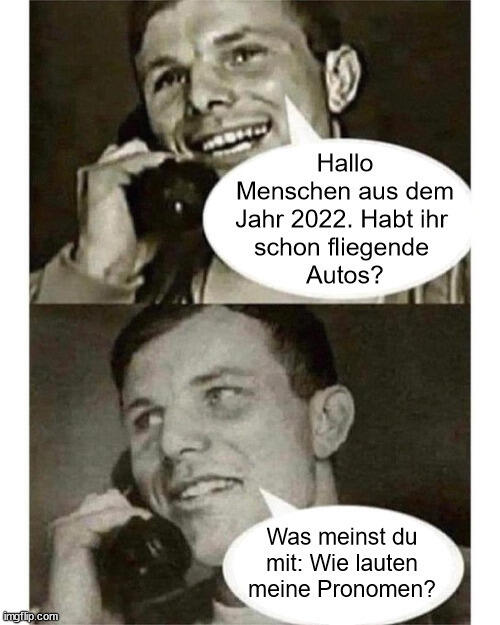 Hallo
Menschen aus dem
Jahr 2022. Habt ihr
schon fliegende
Autos?
Was meinst du
mit: Wie lauten
meine Pronomen?
imgflip.com